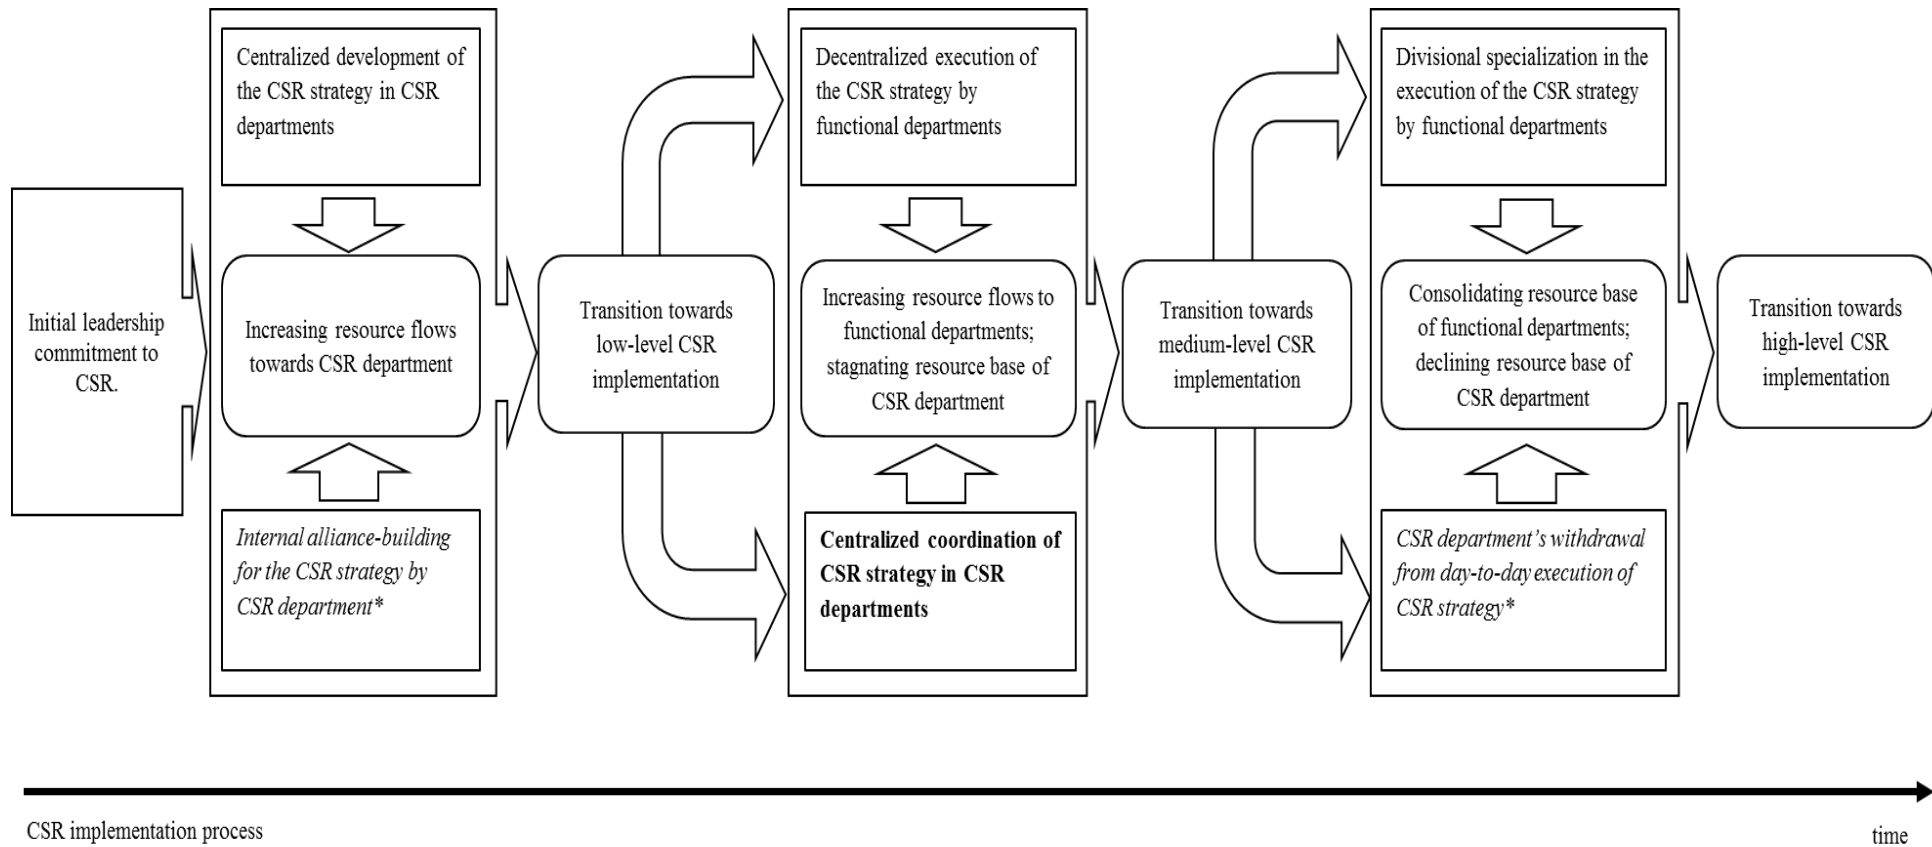 Initial leadership
commitment to
CSR.
Centralized development of
the CSR strategy in CSR
departments
Increasing resource flows
towards CSR department
Internal alliance-building
for the CSR strategy by
CSR department*
Transition towards
low-level CSR
implementation
Decentralized execution of
the CSR strategy by
functional departments
Increasing resource flows to
functional departments;
stagnating resource base of
CSR department
Centralized coordination of
CSR strategy in CSR
departments
Transition towards
medium-level CSR
implementation
Divisional specialization in the
execution of the CSR strategy
by functional departments
Consolidating resource base
of functional departments;
declining resource base of
CSR department
CSR department’s withdrawal
from day-to-day execution of
CSR strategy*
Transition towards
high-level CSR
implementation
CSR implementation process
time